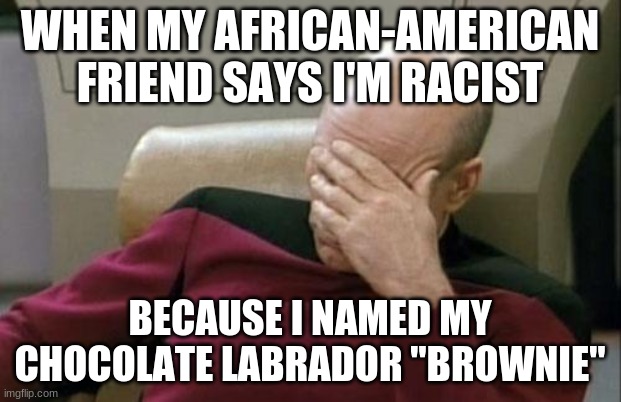 WHEN MY AFRICAN-AMERICAN
FRIEND SAYS I'M RACIST
BECAUSE I NAMED MY
CHOCOLATE LABRADOR "BROWNIE"
imgflip.com